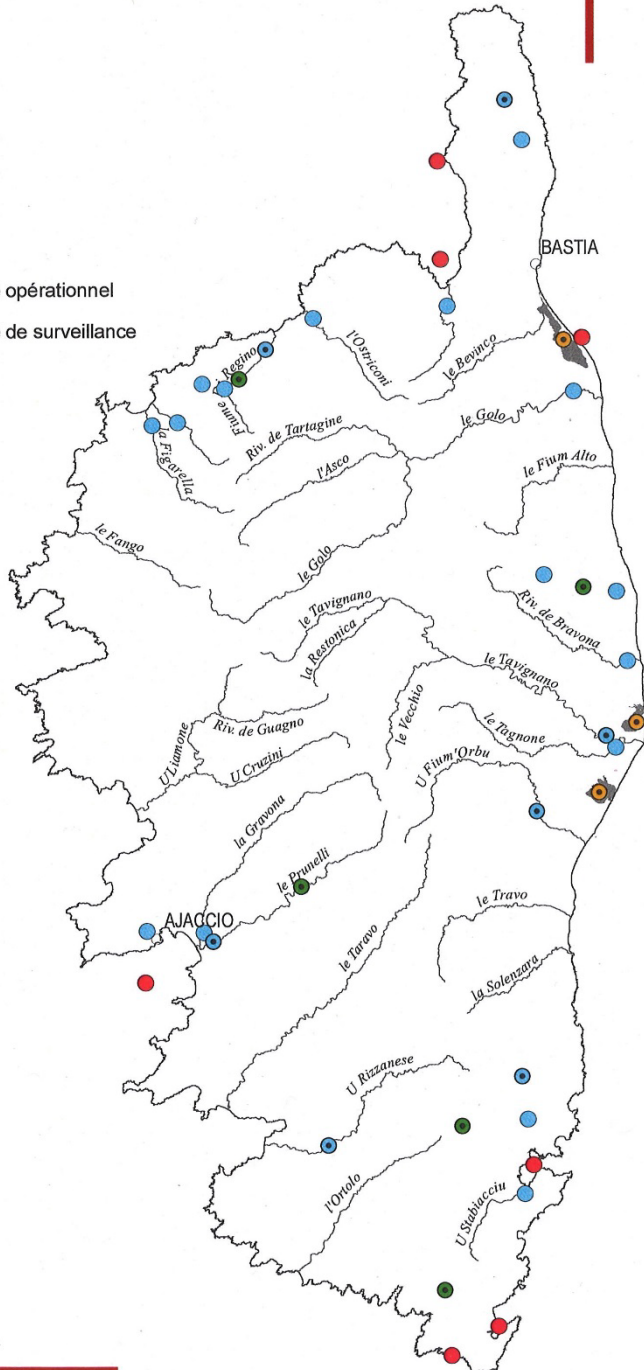 BASTIA
opérationnel
de surveillance
Fiume Regino
l'Ostriconi
le Bevinco
la Figarella
Riv. de Tartagine
le Golo
l'Asco
le Fium Alto
le Fango
le Golo
le Tavignano
la Restonica
Riv. de Bravona
le Tavignano
le Vecchio
le Tagnone
Riv. de Guagno
U Liamone
U Cruzini
U Fium'Orbu
la Gravona
le Prunelli
AJACCIO
le Travo
le Taravo
la Solenzara
U Rizzanese
l'Ortolo
U Stabiacciu